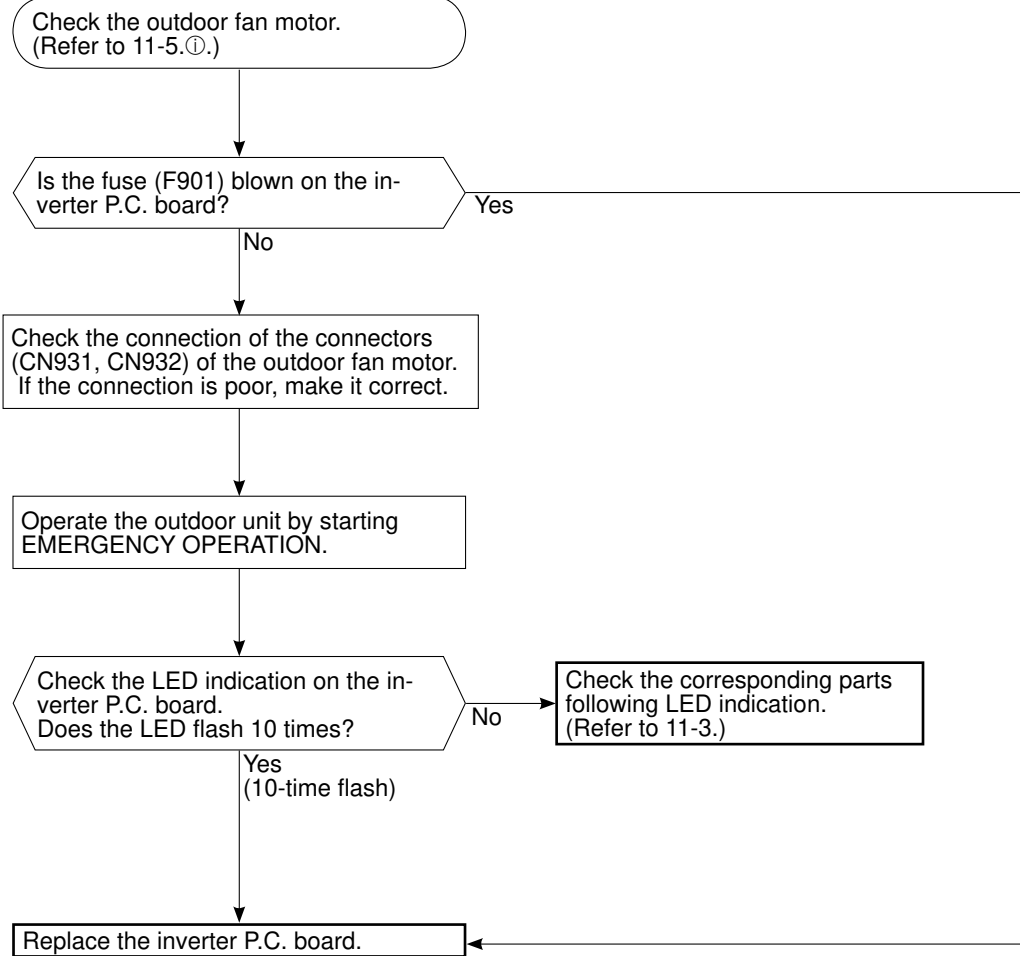 Check the outdoor fan motor.
(Refer to 11-5.ⓘ.)
Is the fuse (F901) blown on the in-
verter P.C. board?
Yes
No
Check the connection of the connectors
(CN931, CN932) of the outdoor fan motor.
If the connection is poor, make it correct.
Operate the outdoor unit by starting
EMERGENCY OPERATION.
Check the LED indication on the in-
verter P.C. board.
Does the LED flash 10 times?
No
Check the corresponding parts
following LED indication.
(Refer to 11-3.)
Yes
(10-time flash)
Replace the inverter P.C. board.